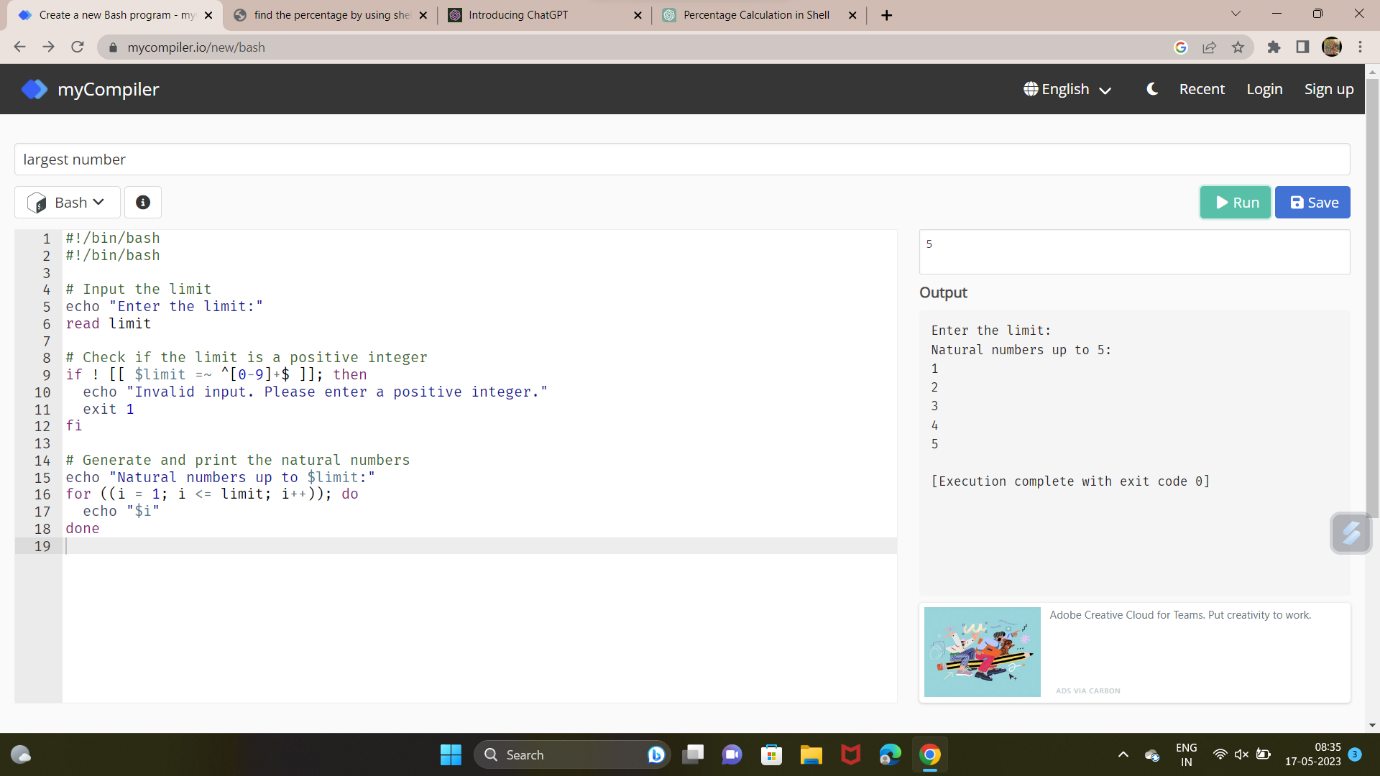 Create a new Bash program - my
find the percentage by using she
Introducing ChatGPT
Percentage Calculation in Shell
mycompiler.io/new/bash
myCompiler
English
Recent
Login
Sign up
largest number
Bash
Run
Save
1 #!/bin/bash
2 #!/bin/bash
3
4 # Input the limit
5 echo "Enter the limit:"
6 read limit
7
8 # Check if the limit is a positive integer
9 if ! [[ $limit =~ ^[0-9]+$ ]]; then
10 echo "Invalid input. Please enter a positive integer."
11 exit 1
12 fi
13
14 # Generate and print the natural numbers
15 echo "Natural numbers up to $limit:"
16 for ((i = 1; i <= limit; i++)); do
17 echo "$i"
18 done
19
5
Output
Enter the limit:
Natural numbers up to 5:
1
2
3
4
5
[Execution complete with exit code 0]
Adobe Creative Cloud for Teams. Put creativity to work.
ADS VIA CARBON
Search
ENG
IN
08:35
17-05-2023
3